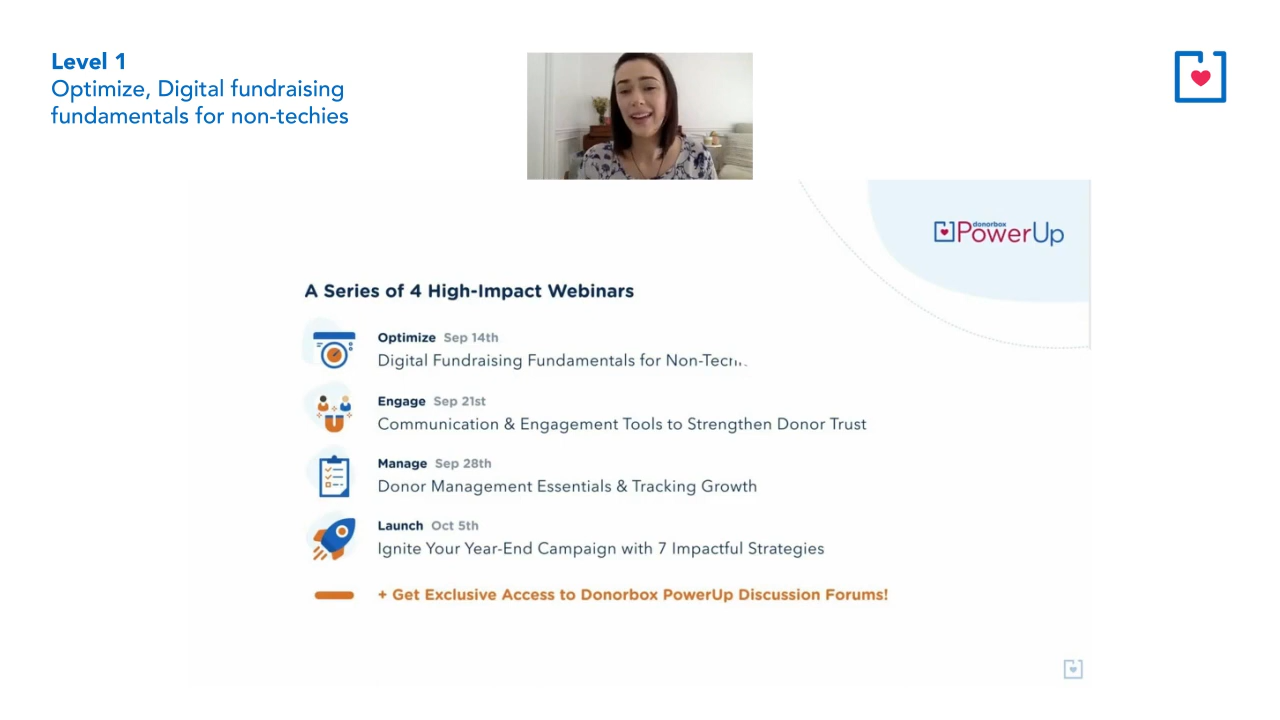 Level 1
Optimize, Digital fundraising
fundamentals for non-techies
donorbox
PowerUp
A Series of 4 High-Impact Webinars
Optimize Sep 14th
Digital Fundraising Fundamentals for
Engage Sep 21st
Communication & Engagement Tools to Strengthen Donor Trust
Manage Sep 28th
Donor Management Essentials & Tracking Growth
Launch Oct 5th
Ignite Your Year-End Campaign with 7 Impactful Strategies
+ Get Exclusive Access to Donorbox PowerUp Discussion Forums!